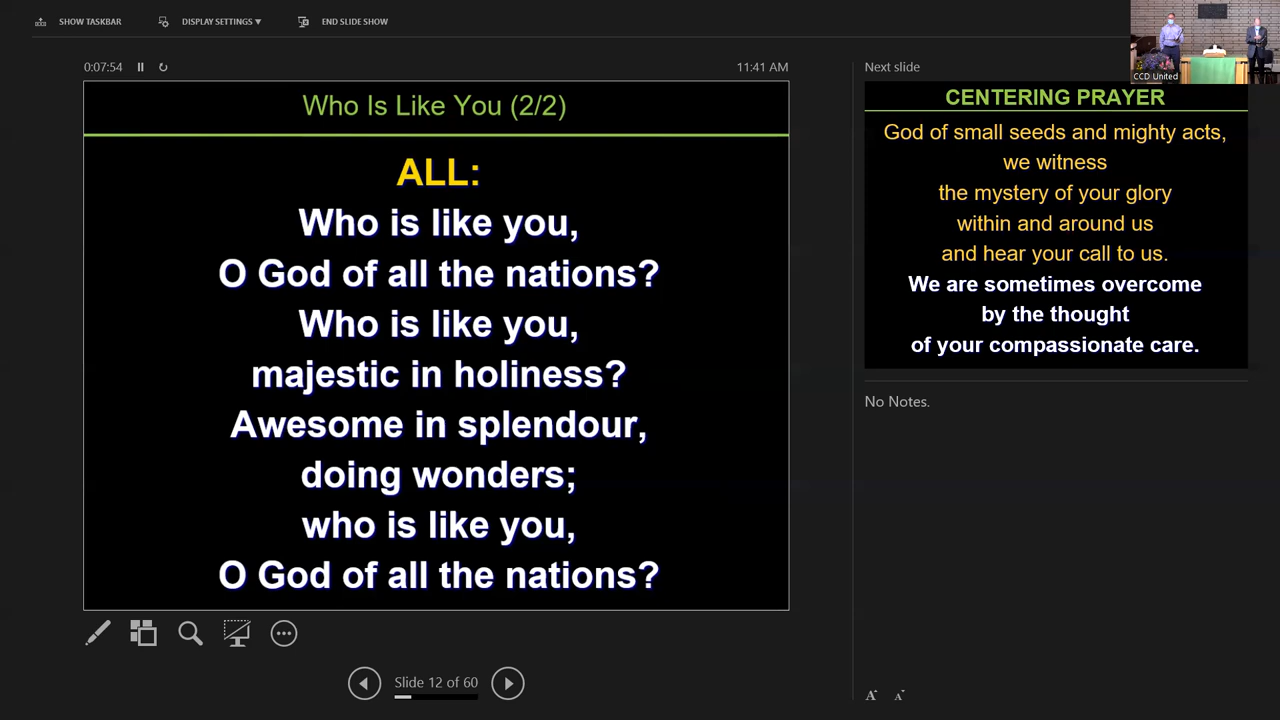 SHOW TASKBAR
DISPLAY SETTINGS ▼
END SLIDE SHOW
0:07:54
11:41 AM
Who Is Like You (2/2)
ALL:
Who is like you,
O God of all the nations?
Who is like you,
majestic in holiness?
Awesome in splendour,
doing wonders;
who is like you,
O God of all the nations?
Slide 12 of 60
Next slide
CENTERING PRAYER
God of small seeds and mighty acts,
we witness
the mystery of your glory
within and around us
and hear your call to us.
We are sometimes overcome
by the thought
of your compassionate care.
No Notes.
A A
CCD United